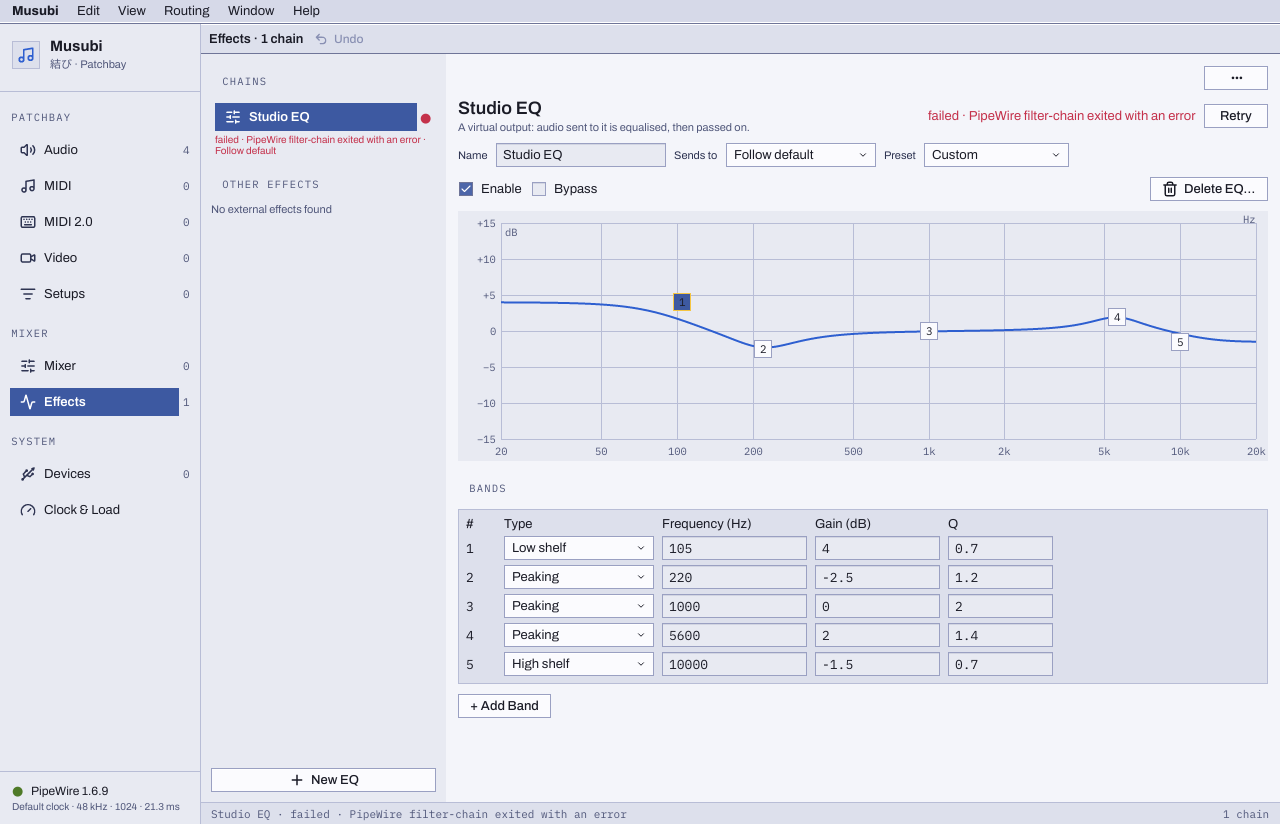 Musubi Edit View Routing Window Help
Musubi
結び · Patchbay
Effects · 1 chain Undo
PATCHBAY
Audio 4
MIDI 0
MIDI 2.0 0
Video 0
Setups 0
MIXER
Mixer 0
Effects 1
SYSTEM
Devices 0
Clock & Load
PipeWire 1.6.9
Default clock · 48 kHz · 1024 · 21.3 ms
CHAINS
Studio EQ
failed · PipeWire filter-chain exited with an error ·
Follow default
OTHER EFFECTS
No external effects found
+ New EQ
...
Studio EQ
A virtual output: audio sent to it is equalised, then passed on.
failed · PipeWire filter-chain exited with an error Retry
Name Studio EQ Sends to Follow default Preset Custom
Enable Bypass Delete EQ...
+15 dB Hz
+10
+5
0
−5
−10
−15
1 2 3 4 5
20 50 100 200 500 1k 2k 5k 10k 20k
BANDS
# Type Frequency (Hz) Gain (dB) Q
1 Low shelf 105 4 0.7
2 Peaking 220 -2.5 1.2
3 Peaking 1000 0 2
4 Peaking 5600 2 1.4
5 High shelf 10000 -1.5 0.7
+ Add Band
Studio EQ · failed · PipeWire filter-chain exited with an error 1 chain